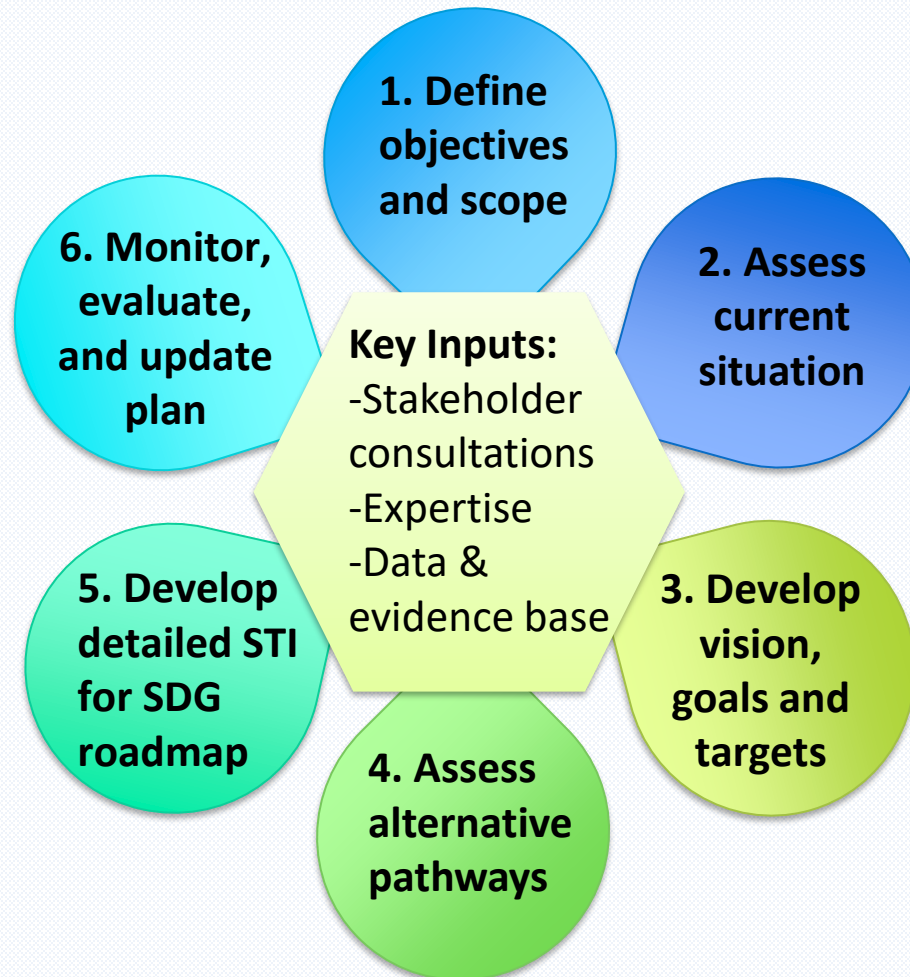 1. Define
objectives
and scope
2. Assess
current
situation
3. Develop
vision,
goals and
targets
4. Assess
alternative
pathways
5. Develop
detailed STI
for SDG
roadmap
6. Monitor,
evaluate,
and update
plan
Key Inputs:
-Stakeholder
consultations
-Expertise
-Data &
evidence base